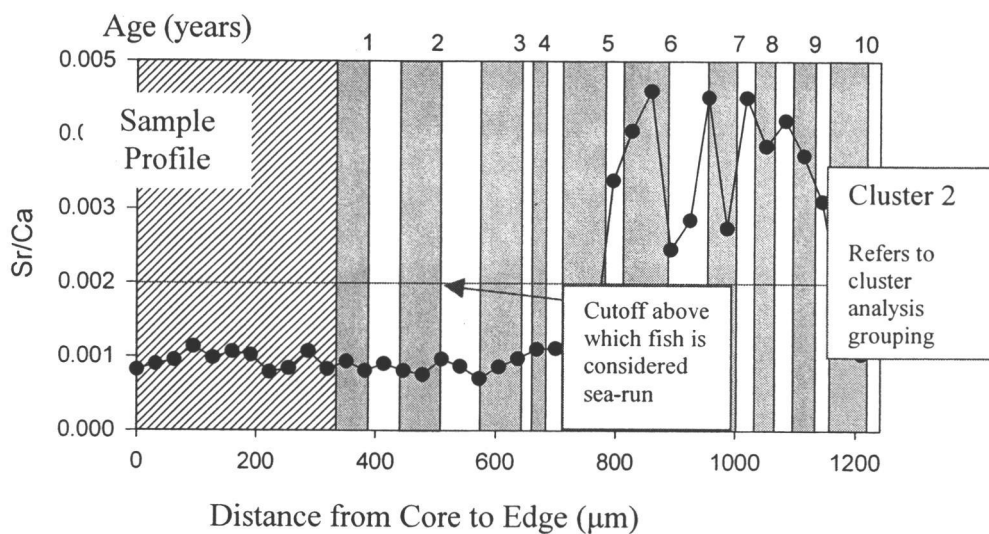 Age (years)
1 2 3 4 5 6 7 8 9 10
0.005
Sample
Profile
0.003
0.002
0.001
0.000
Sr/Ca
Cluster 2
Refers to
cluster
analysis
grouping
Cutoff above
which fish is
considered
sea-run
0 200 400 600 800 1000 1200
Distance from Core to Edge (μm)